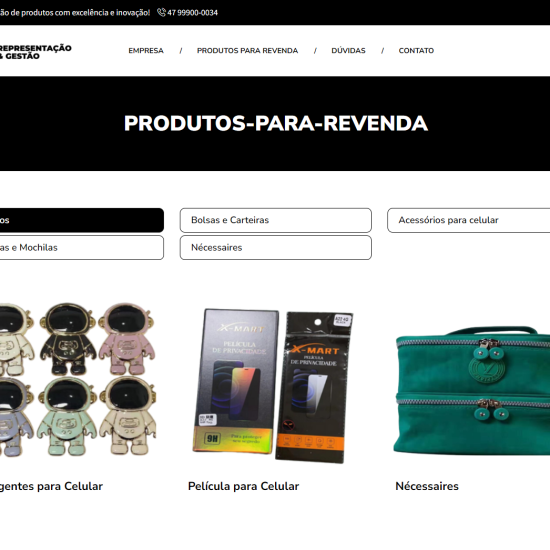 ão de produtos com excelência e inovação! 47 99900-0034
REPRESENTAÇÃO
& GESTÃO
EMPRESA / PRODUTOS PARA REVENDA / DÚVIDAS / CONTATO
PRODUTOS-PARA-REVENDA
os
Bolsas e Carteiras
Acessórios para celular
as e Mochilas
Nécessaires
X-MART
PELÍCULA
DE PRIVACIDADE
9H
X-MART
PELÍCULA
DE PRIVACIDADE
gentes para Celular
Película para Celular
Nécessaires